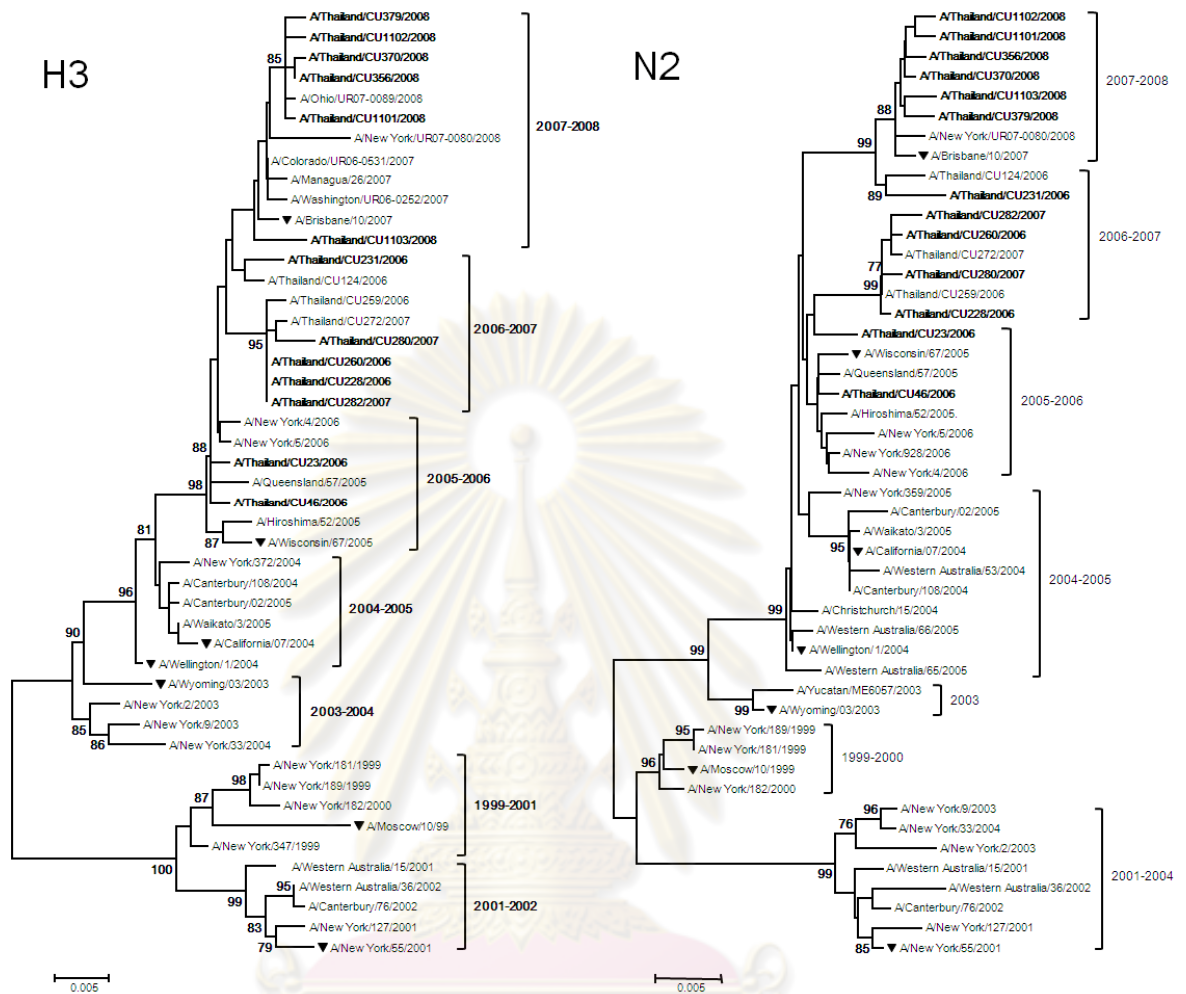 H3
A/Thailand/CU379/2008
A/Thailand/CU1102/2008
85
A/Thailand/CU370/2008
A/Thailand/CU356/2008
A/Ohio/UR07-0089/2008
A/Thailand/CU1101/2008
2007-2008
A/New York/UR07-0080/2008
A/Colorado/UR06-0531/2007
A/Managua/26/2007
A/Washington/UR06-0252/2007
A/Brisbane/10/2007
A/Thailand/CU1103/2008
A/Thailand/CU231/2006
A/Thailand/CU124/2006
A/Thailand/CU259/2006
A/Thailand/CU272/2007
2006-2007
95
A/Thailand/CU280/2007
A/Thailand/CU260/2006
A/Thailand/CU228/2006
A/Thailand/CU282/2007
A/New York/4/2006
88
A/New York/5/2006
A/Thailand/CU23/2006
98
A/Queensland/57/2005
2005-2006
A/Thailand/CU46/2006
81
A/Hiroshima/52/2005
87
A/Wisconsin/67/2005
A/New York/372/2004
A/Canterbury/108/2004
96
A/Canterbury/02/2005
2004-2005
A/Waikato/3/2005
90
A/California/07/2004
A/Wellington/1/2004
A/Wyoming/03/2003
A/New York/2/2003
2003-2004
85
A/New York/9/2003
86
A/New York/33/2004
A/New York/181/1999
98
A/New York/189/1999
87
A/New York/182/2000
1999-2001
A/Moscow/10/99
A/New York/347/1999
100
A/Western Australia/15/2001
95
A/Western Australia/36/2002
99
A/Canterbury/76/2002
2001-2002
83
A/New York/127/2001
79
A/New York/55/2001
0.005
N2
A/Thailand/CU1102/2008
A/Thailand/CU1101/2008
A/Thailand/CU356/2008
A/Thailand/CU370/2008
2007-2008
A/Thailand/CU1103/2008
88
A/Thailand/CU379/2008
A/New York/UR07-0080/2008
99
A/Brisbane/10/2007
A/Thailand/CU124/2006
89
A/Thailand/CU231/2006
A/Thailand/CU282/2007
A/Thailand/CU260/2006
2006-2007
A/Thailand/CU272/2007
77
A/Thailand/CU280/2007
99
A/Thailand/CU259/2006
A/Thailand/CU228/2006
A/Thailand/CU23/2006
A/Wisconsin/67/2005
A/Queensland/57/2005
A/Thailand/CU46/2006
2005-2006
A/Hiroshima/52/2005.
A/New York/5/2006
A/New York/928/2006
A/New York/4/2006
A/New York/359/2005
A/Canterbury/02/2005
A/Waikato/3/2005
95
A/California/07/2004
A/Western Australia/53/2004
2004-2005
A/Canterbury/108/2004
99
A/Christchurch/15/2004
A/Western Australia/66/2005
99
A/Wellington/1/2004
A/Western Australia/65/2005
A/Yucatan/ME6057/2003
2003
99
A/Wyoming/03/2003
95
A/New York/189/1999
A/New York/181/1999
1999-2000
96
A/Moscow/10/1999
A/New York/182/2000
96
A/New York/9/2003
76
A/New York/33/2004
A/New York/2/2003
99
A/Western Australia/15/2001
2001-2004
A/Western Australia/36/2002
A/Canterbury/76/2002
A/New York/127/2001
85
A/New York/55/2001
0.005